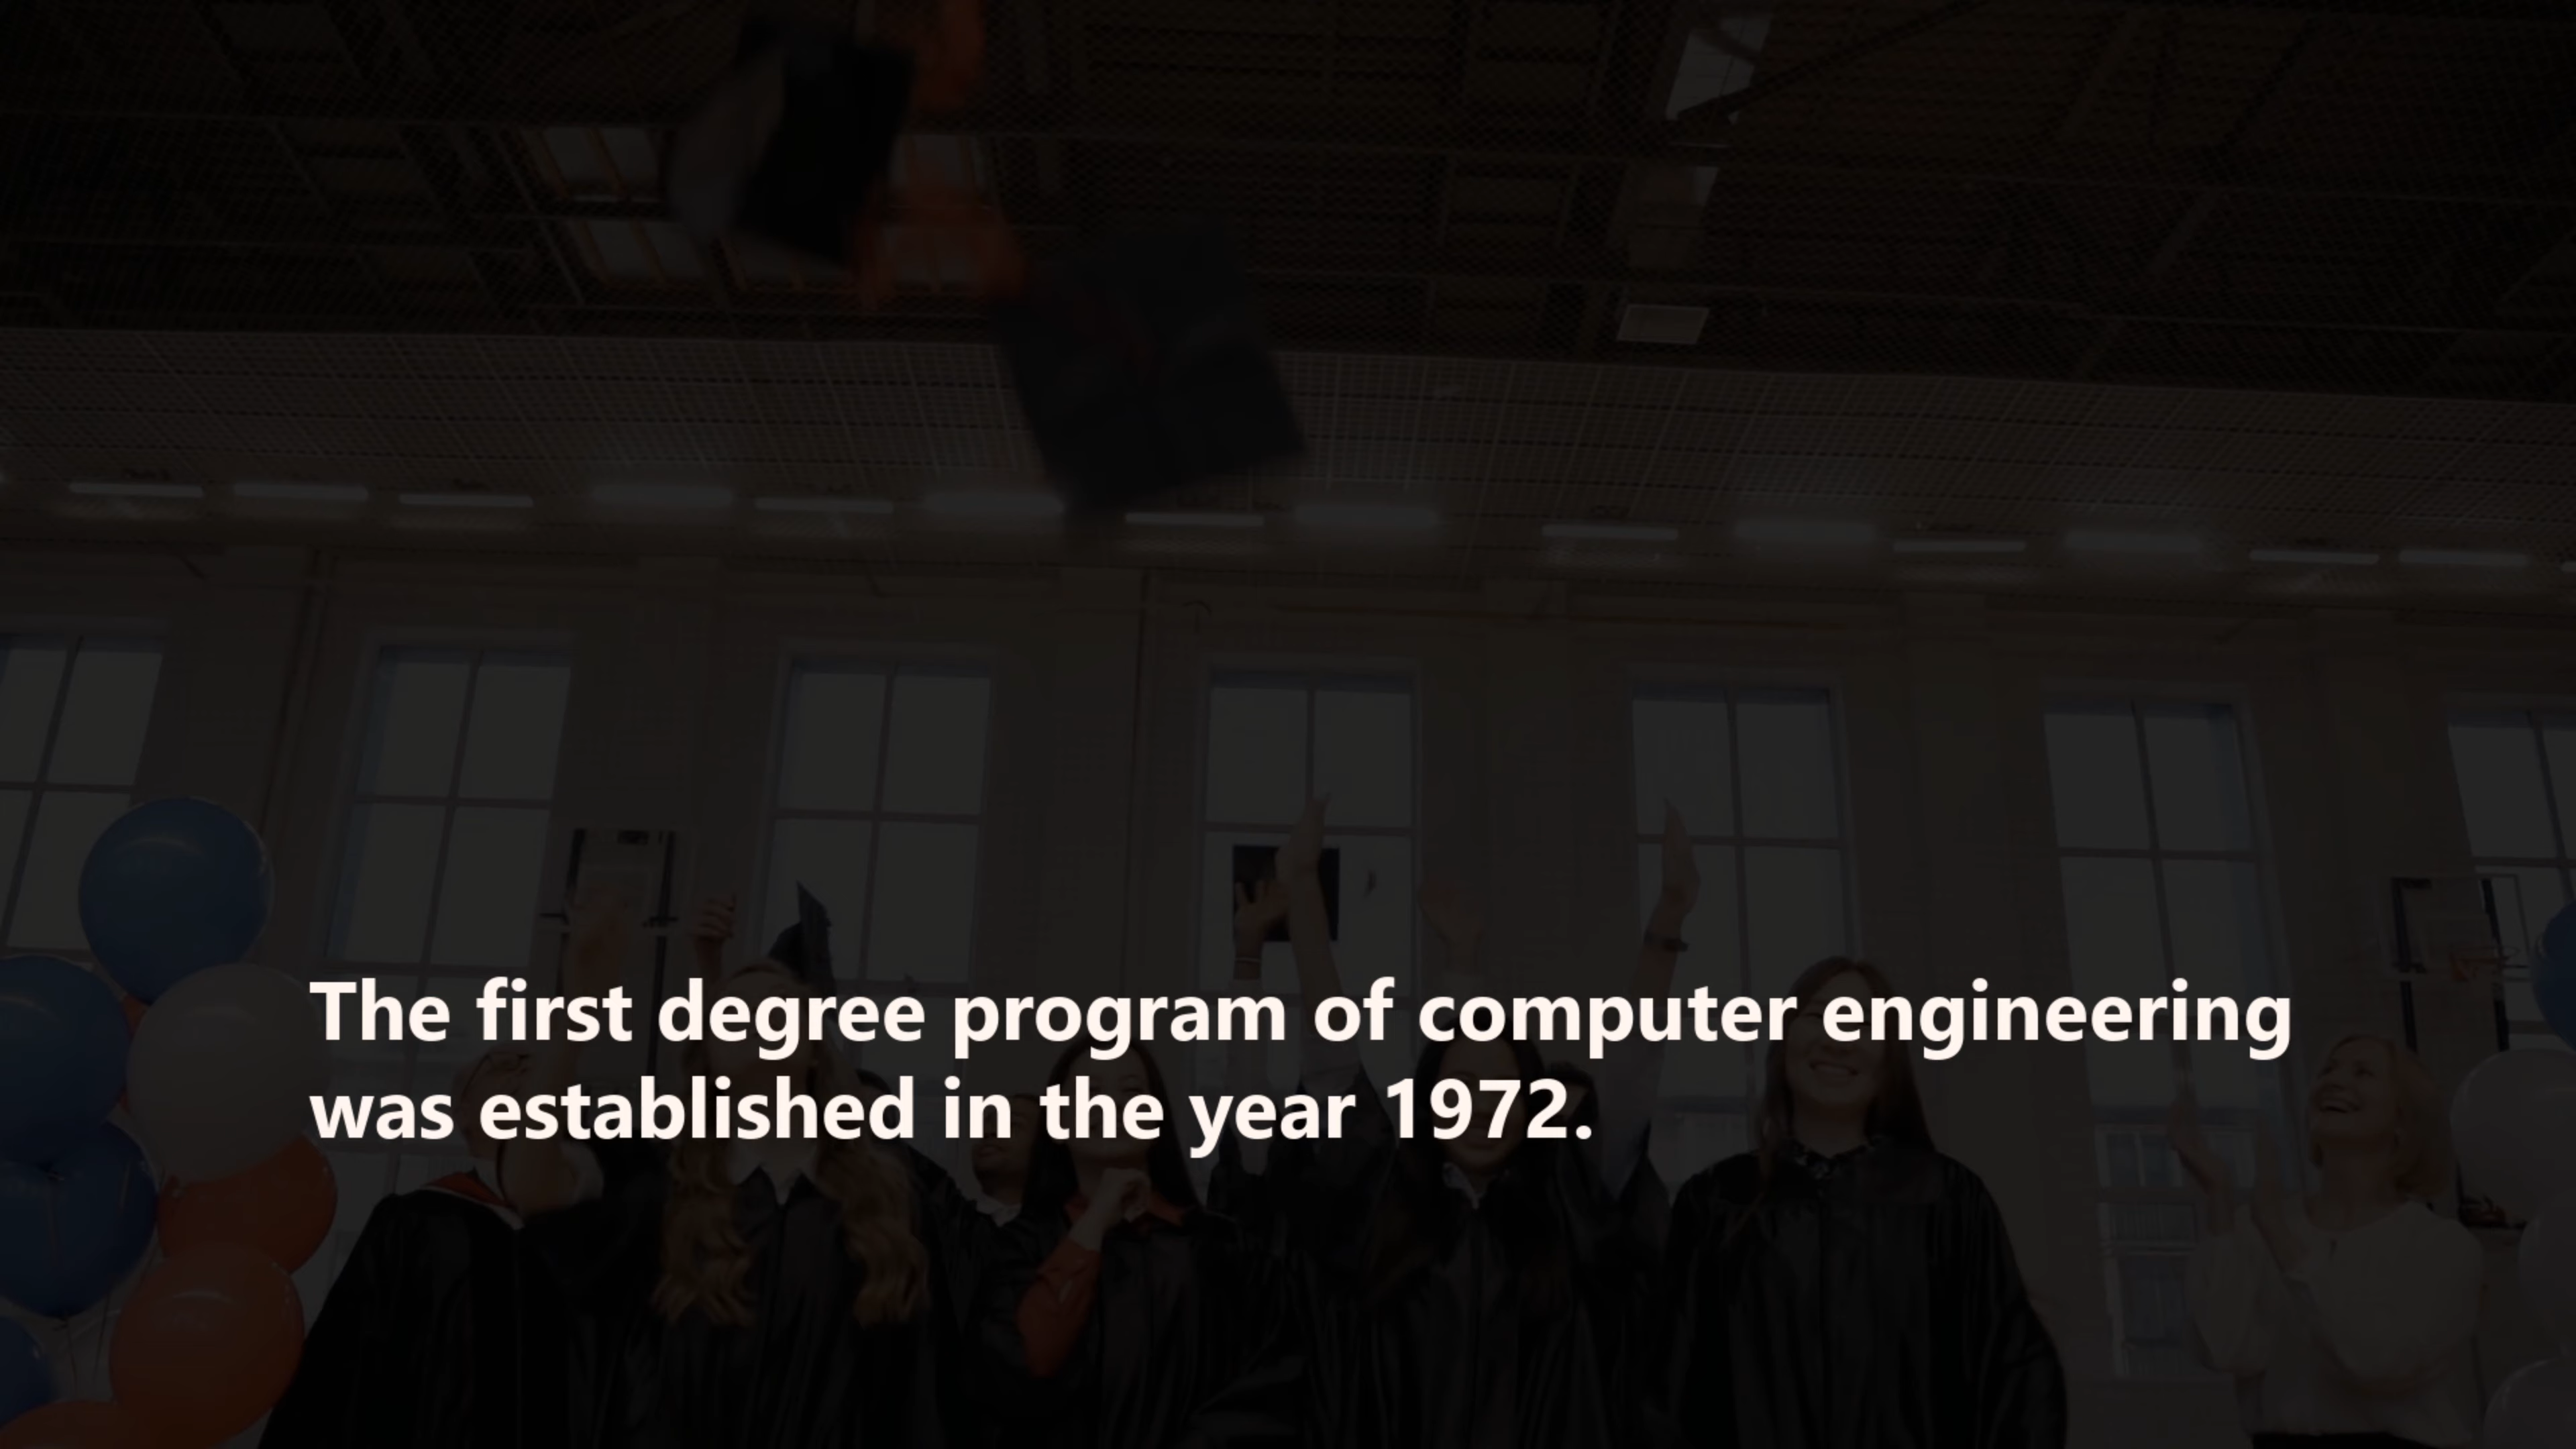 The first degree program of computer engineering
was established in the year 1972.